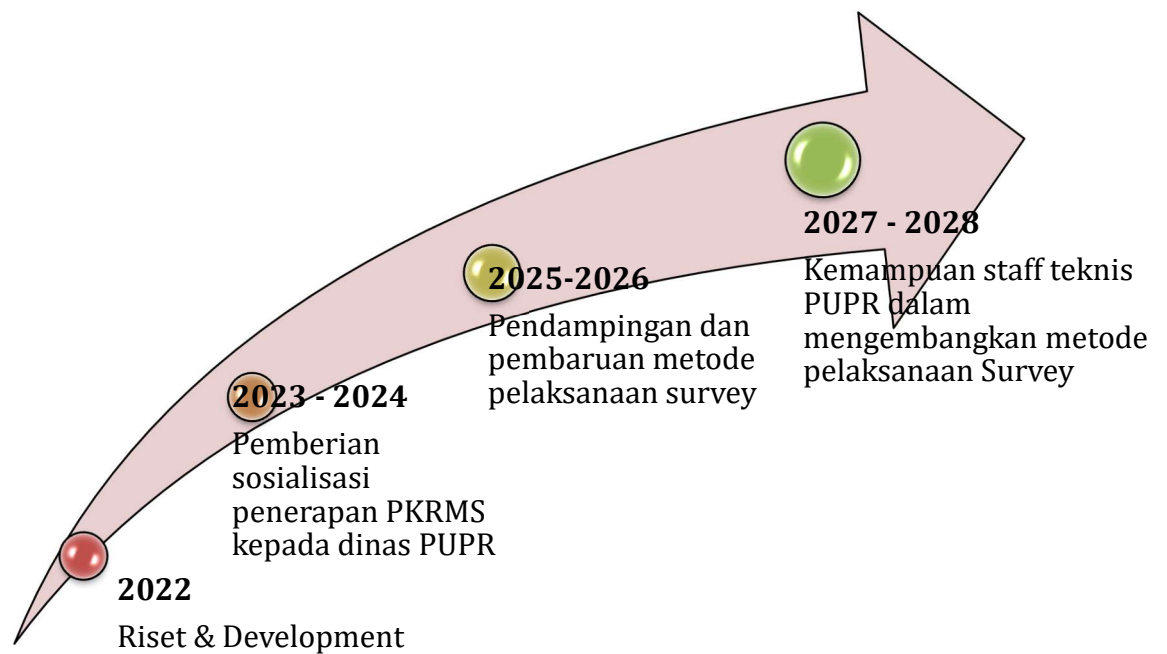 2022
Riset & Development
2023 - 2024
Pemberian
sosialisasi
penerapan PKRMS
kepada dinas PUPR
2025-2026
Pendampingan dan
pembaruan metode
pelaksanaan survey
2027 - 2028
Kemampuan staff teknis
PUPR dalam
mengembangkan metode
pelaksanaan Survey